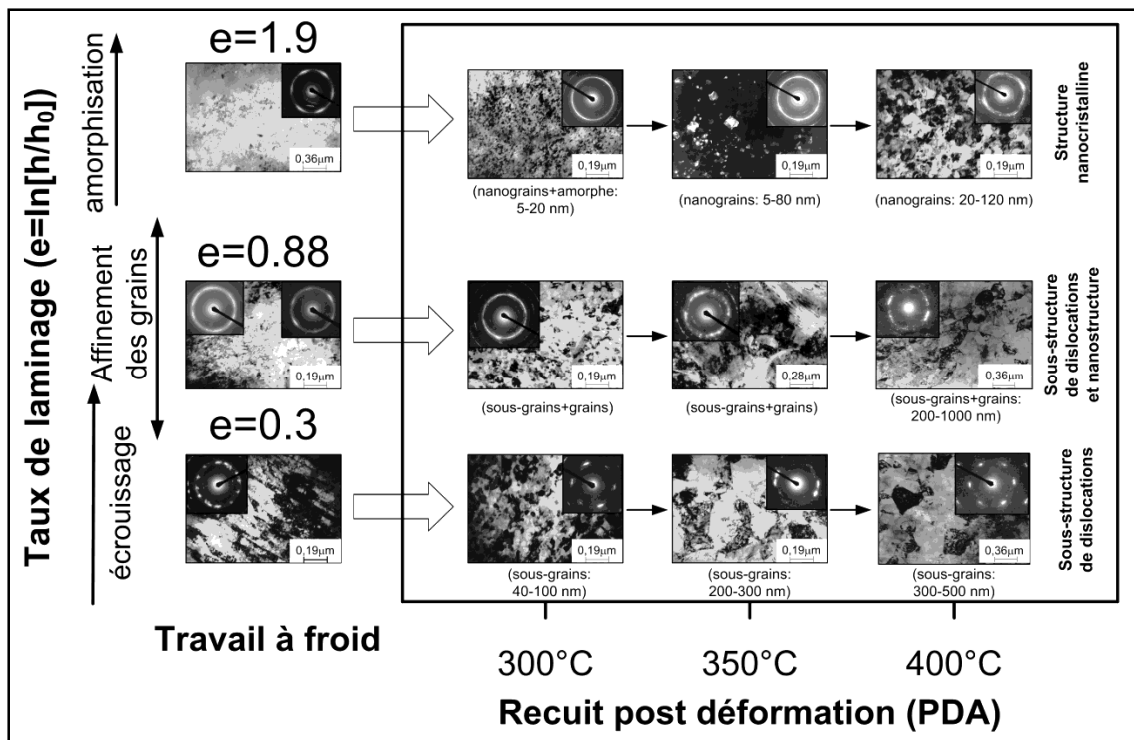 Taux de laminage (e=ln[h/h0])
amorphisation
Affinement
des grains
écrouissage
e=1.9
0,36µm
0,19µm
0,19µm
0,19µm
(nanograins+amorphe:
5-20 nm)
(nanograins: 5-80 nm)
(nanograins: 20-120 nm)
Structure
nanocristalline
e=0.88
0,19µm
0,19µm
0,28µm
0,36µm
(sous-grains+grains)
(sous-grains+grains)
(sous-grains+grains:
200-1000 nm)
Sous-structure
de dislocations
et nanostructure
e=0.3
0,19µm
0,19µm
0,19µm
0,36µm
(sous-grains:
40-100 nm)
(sous-grains:
200-300 nm)
(sous-grains:
300-500 nm)
Sous-structure
de dislocations
Travail à froid
300°C
350°C
400°C
Recuit post déformation (PDA)